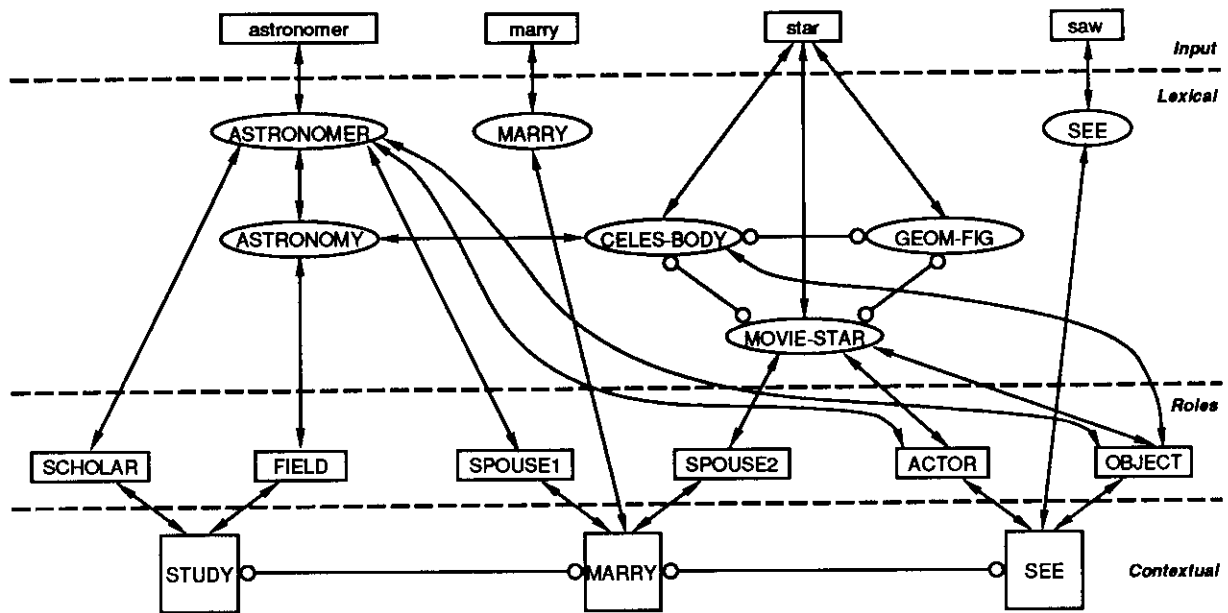 astronomer marry star saw
Input
Lexical
ASTRONOMER MARRY SEE
ASTRONOMY CELES-BODY GEOM-FIG
MOVIE-STAR
Roles
SCHOLAR FIELD SPOUSE1 SPOUSE2 ACTOR OBJECT
STUDY MARRY SEE Contextual